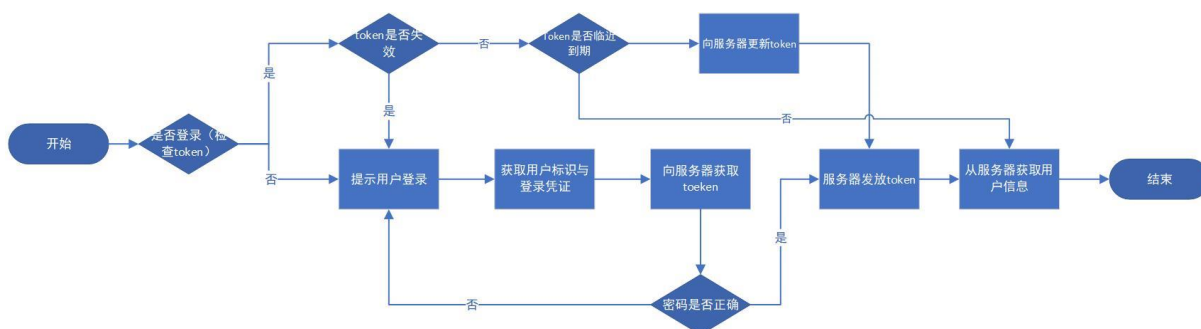 token是否失
效
否
Token是否临近
到期
向服务器更新token
是
是
否
开始
是否登录（检
查token）
否
提示用户登录
获取用户标识与
登录凭证
向服务器获取
toeken
服务器发放token
从服务器获取用
户信息
结束
是
否
密码是否正确